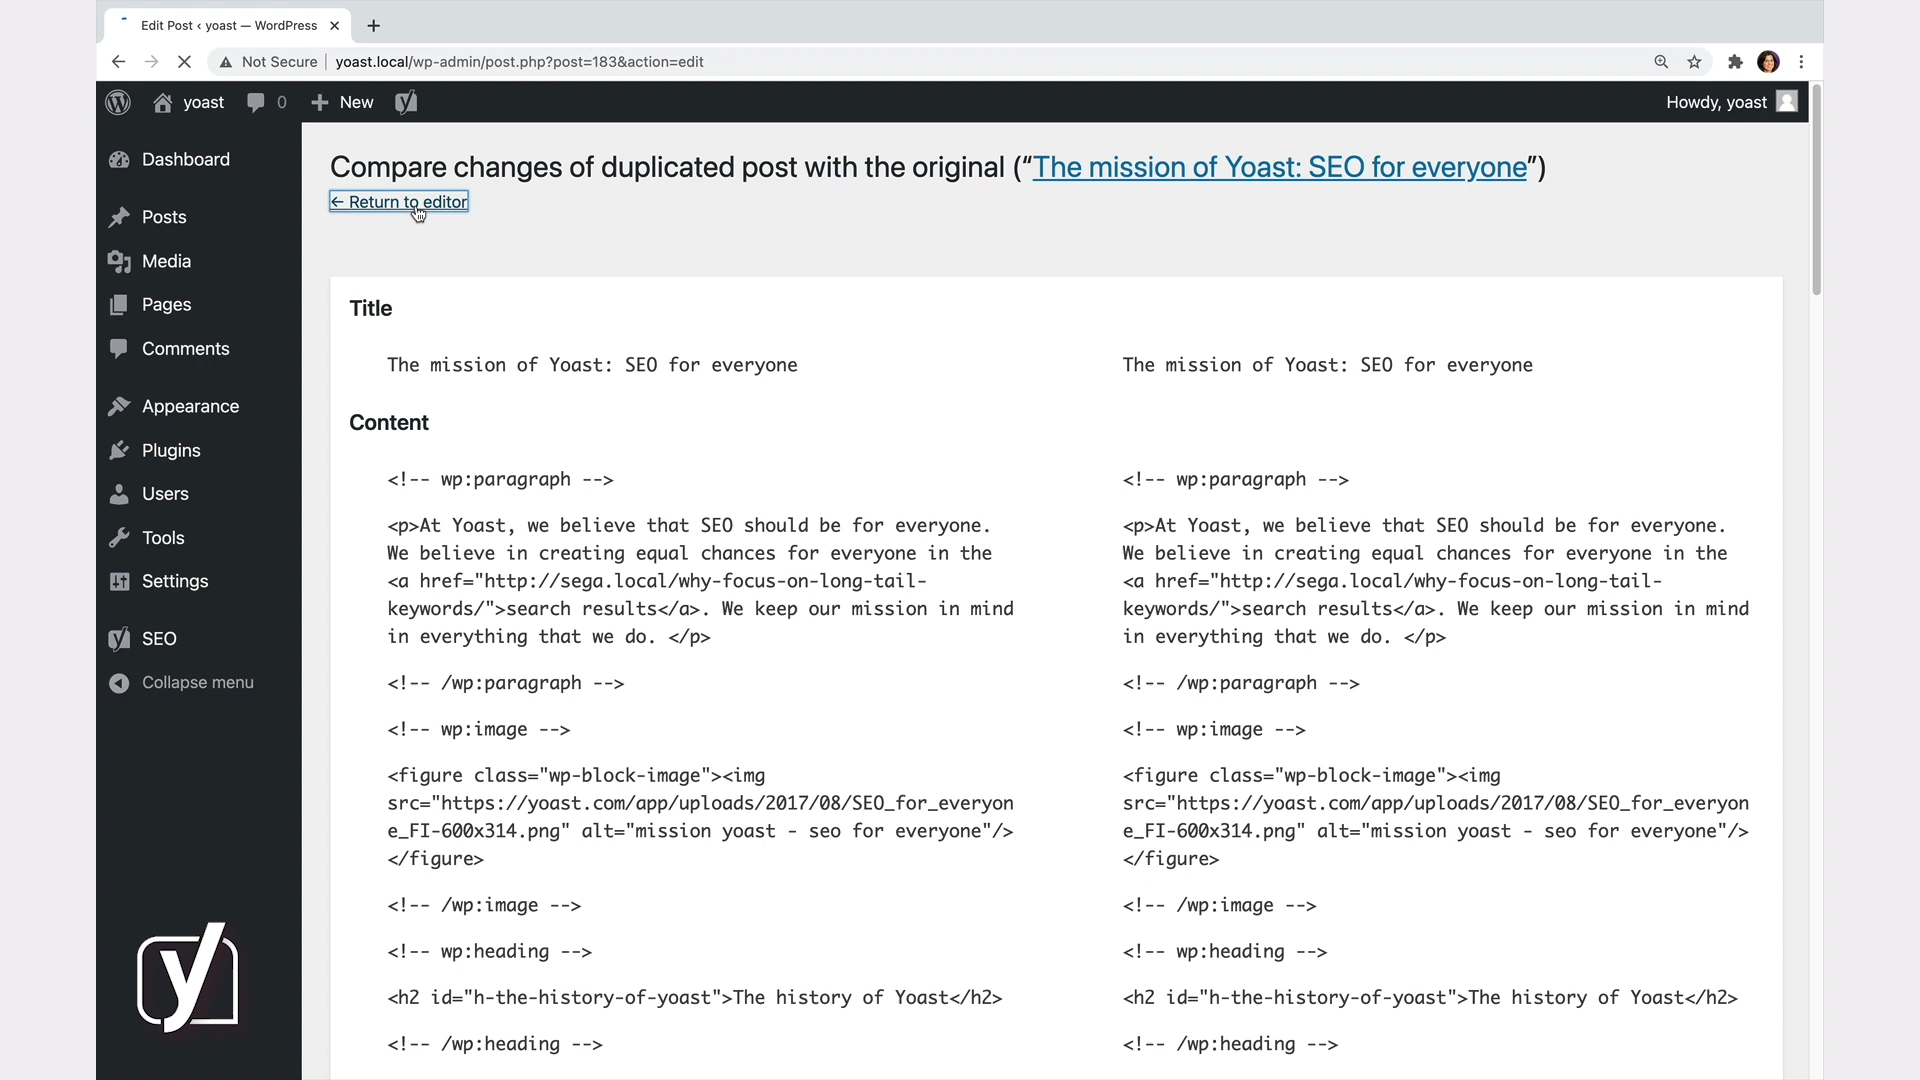 Edit Post ‹ yoast — WordPress
Not Secure yoast.local/wp-admin/post.php?post=183&action=edit
yoast 0 New Howdy, yoast
Dashboard
Posts
Media
Pages
Comments
Appearance
Plugins
Users
Tools
Settings
SEO
Collapse menu
Compare changes of duplicated post with the original (“The mission of Yoast: SEO for everyone”)
← Return to editor
Title
The mission of Yoast: SEO for everyone
The mission of Yoast: SEO for everyone
Content
<!-- wp:paragraph -->
<p>At Yoast, we believe that SEO should be for everyone.
We believe in creating equal chances for everyone in the
<a href="http://sega.local/why-focus-on-long-tail-
keywords/">search results</a>. We keep our mission in mind
in everything that we do. </p>
<!-- /wp:paragraph -->
<!-- wp:image -->
<figure class="wp-block-image"><img
src="https://yoast.com/app/uploads/2017/08/SEO_for_everyon
e_FI-600x314.png" alt="mission yoast - seo for everyone"/>
</figure>
<!-- /wp:image -->
<!-- wp:heading -->
<h2 id="h-the-history-of-yoast">The history of Yoast</h2>
<!-- /wp:heading -->
<!-- wp:paragraph -->
<p>At Yoast, we believe that SEO should be for everyone.
We believe in creating equal chances for everyone in the
<a href="http://sega.local/why-focus-on-long-tail-
keywords/">search results</a>. We keep our mission in mind
in everything that we do. </p>
<!-- /wp:paragraph -->
<!-- wp:image -->
<figure class="wp-block-image"><img
src="https://yoast.com/app/uploads/2017/08/SEO_for_everyon
e_FI-600x314.png" alt="mission yoast - seo for everyone"/>
</figure>
<!-- /wp:image -->
<!-- wp:heading -->
<h2 id="h-the-history-of-yoast">The history of Yoast</h2>
<!-- /wp:heading -->
y